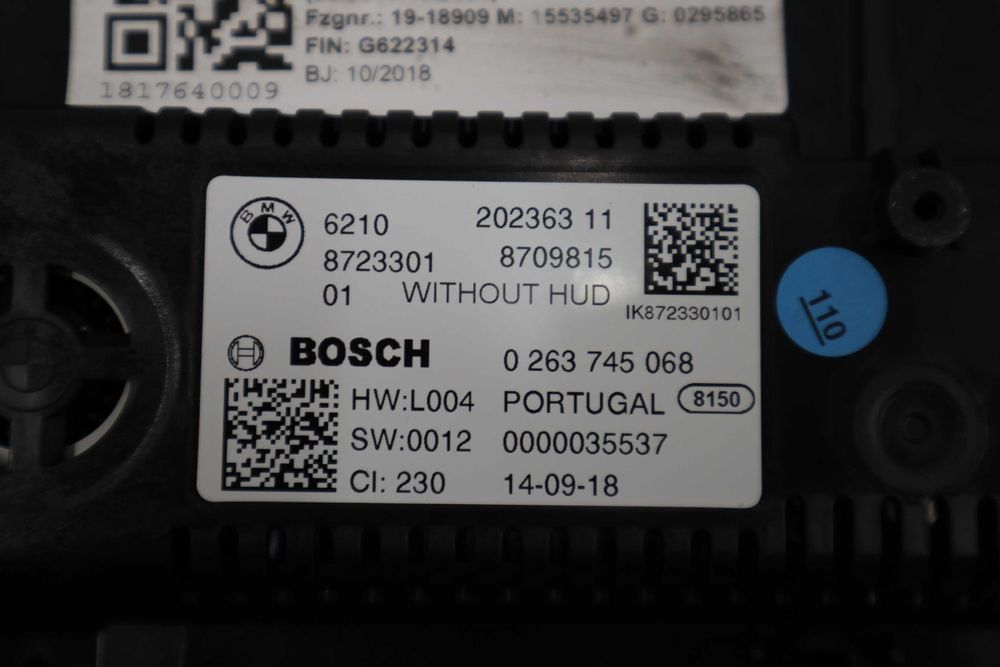 Fzgnr.: 19-18909 M: 15535497 G: 0295865
FIN: G622314
BJ: 10/2018
1817640009
BMW
6210 202363 11
8723301 8709815
01 WITHOUT HUD
IK872330101
BOSCH 0 263 745 068
HW:L004 PORTUGAL 8150
SW:0012 0000035537
CI: 230 14-09-18
110